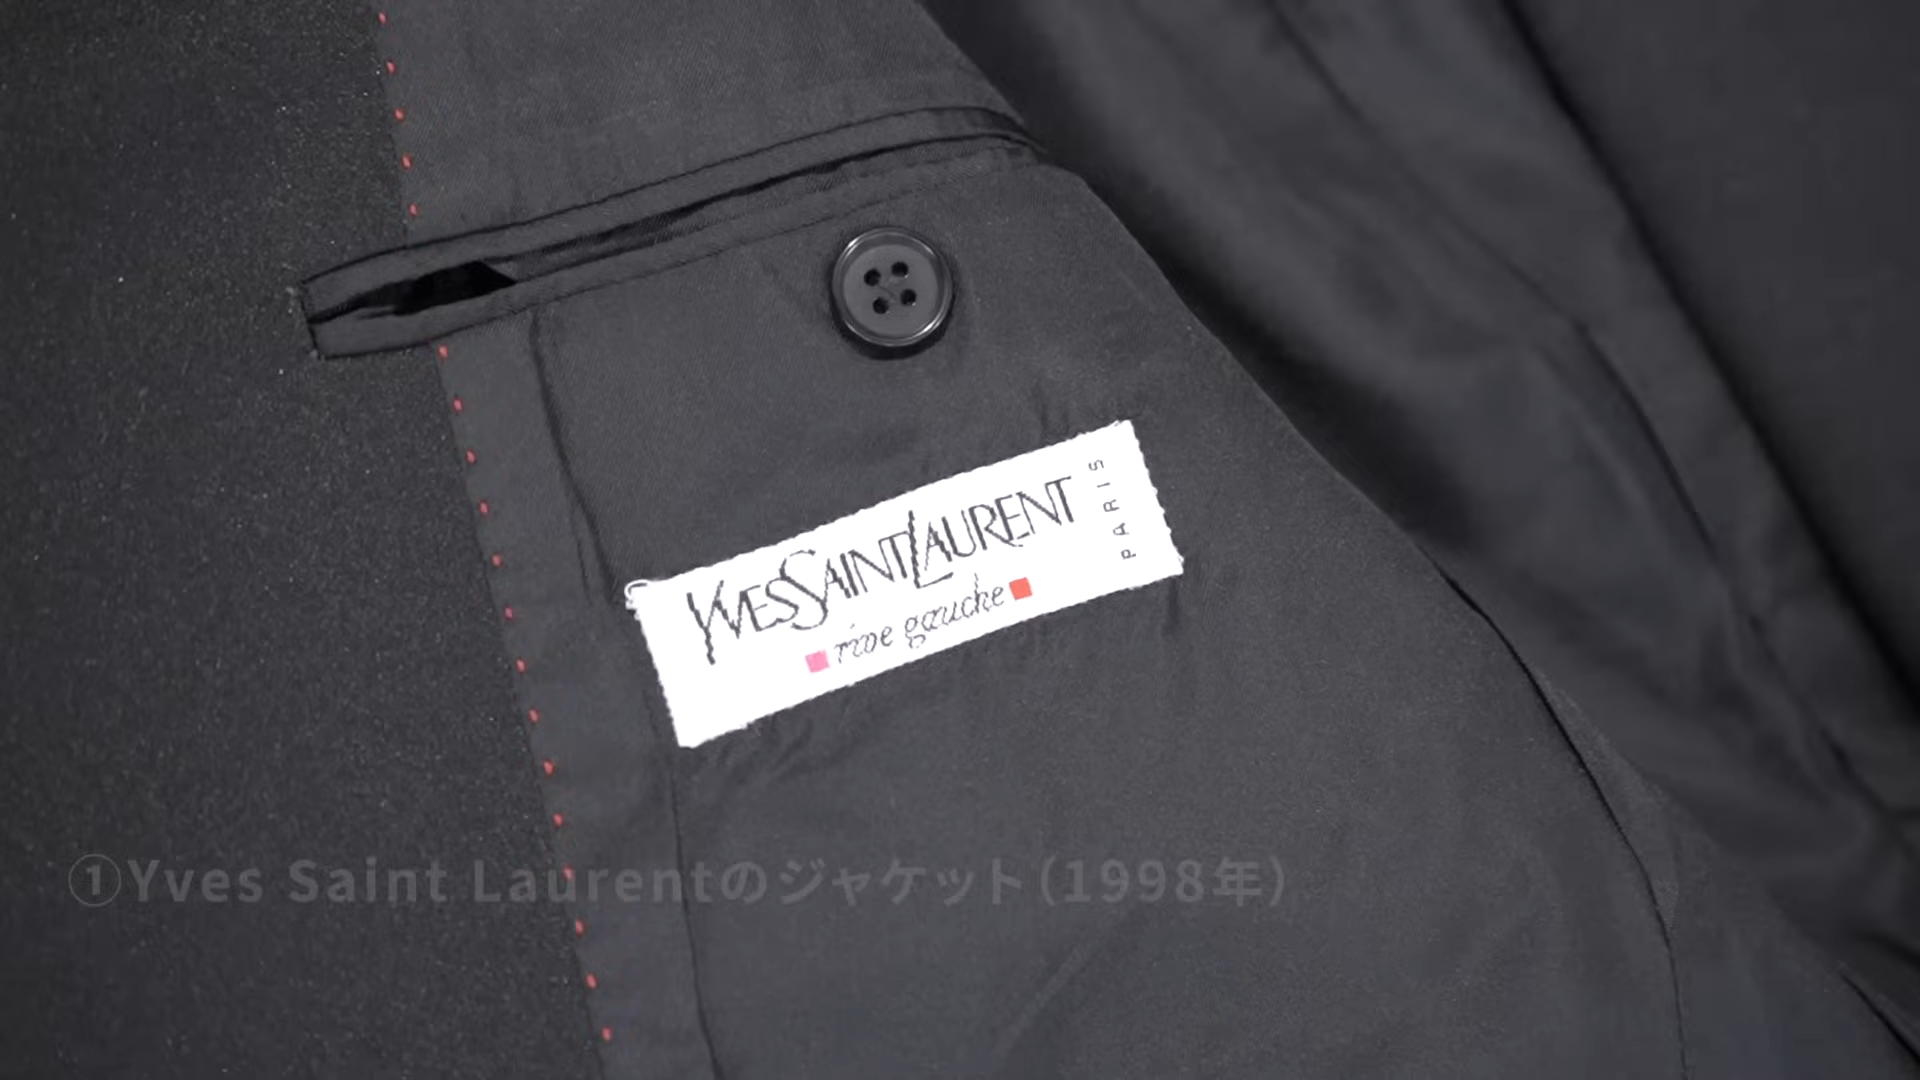 YVES SAINT LAURENT
PARIS
rive gauche
①Yves Saint Laurentのジャケット(1998年)